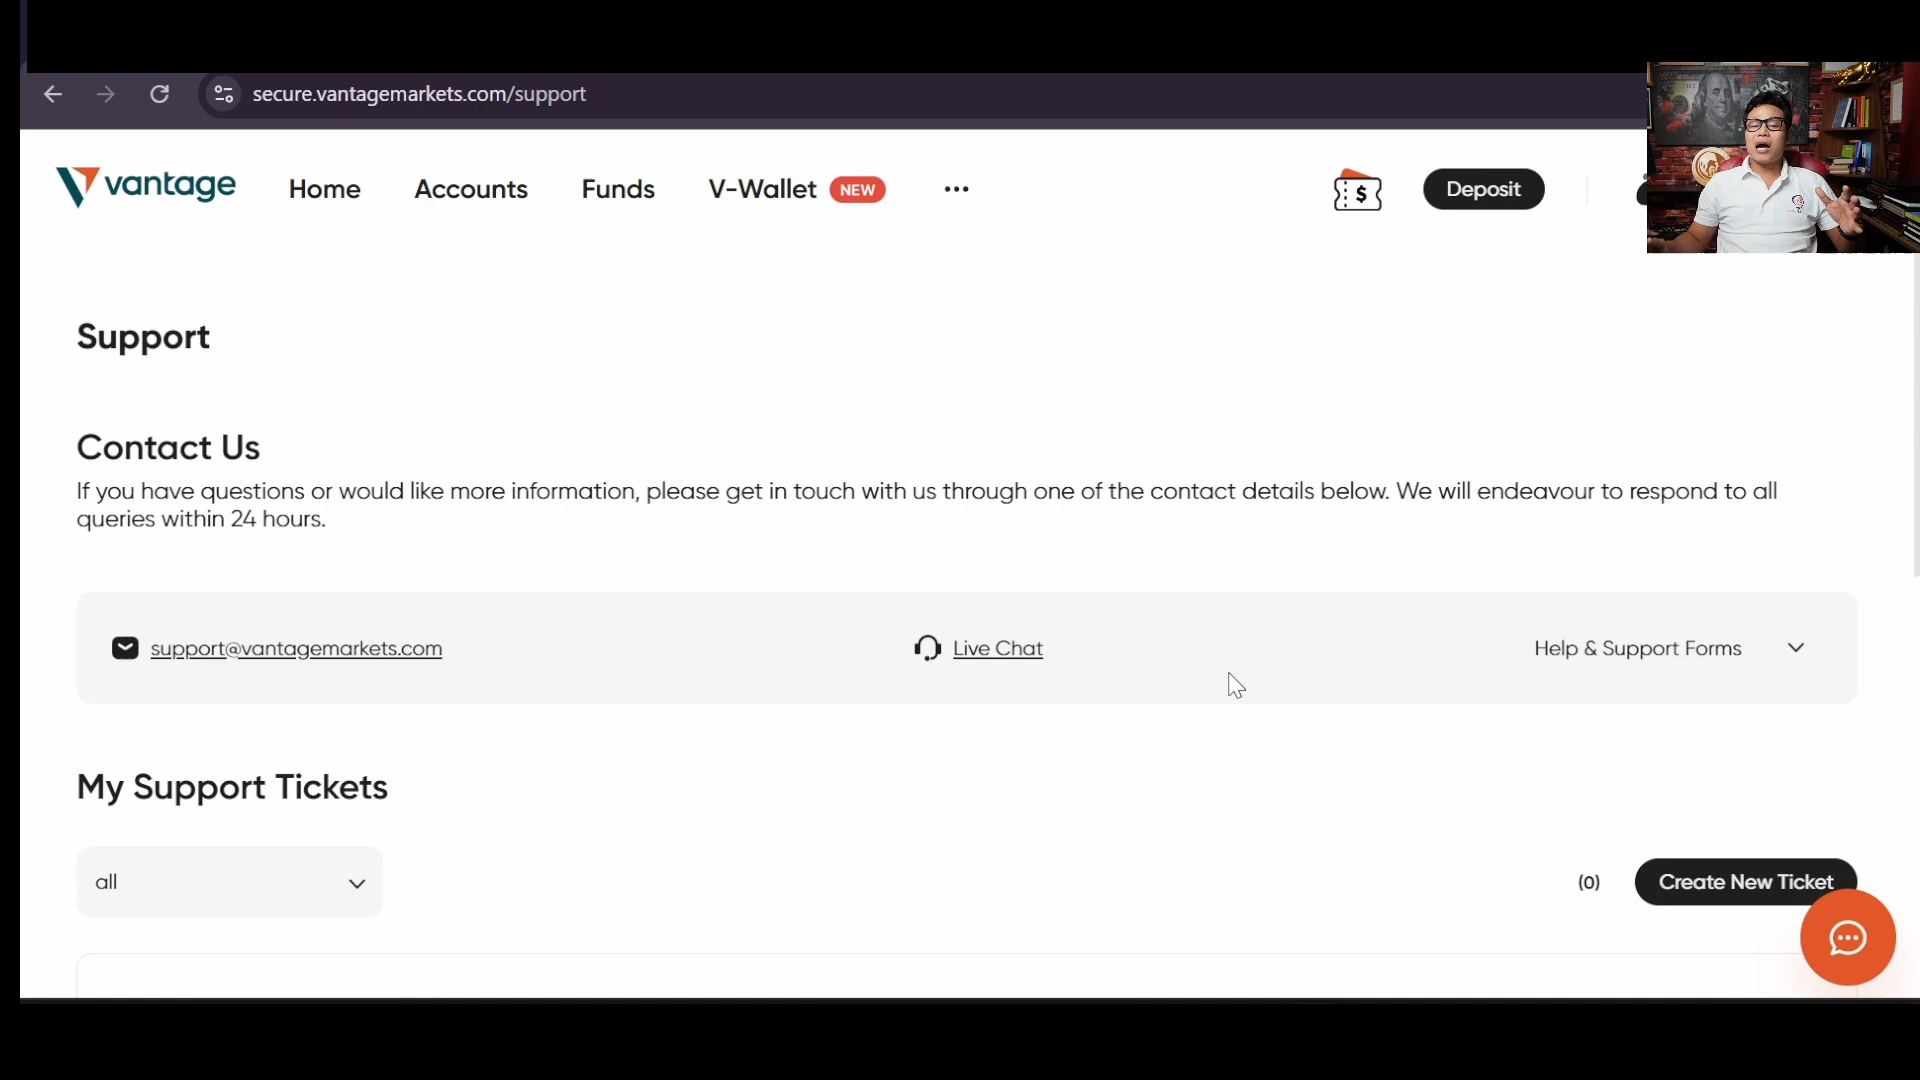 secure.vantagemarkets.com/support
vantage
Home
Accounts
Funds
V-Wallet
NEW
$
Deposit
Support
Contact Us
If you have questions or would like more information, please get in touch with us through one of the contact details below. We will endeavour to respond to all
queries within 24 hours.
support@vantagemarkets.com
Live Chat
Help & Support Forms
My Support Tickets
all
(0)
Create New Ticket